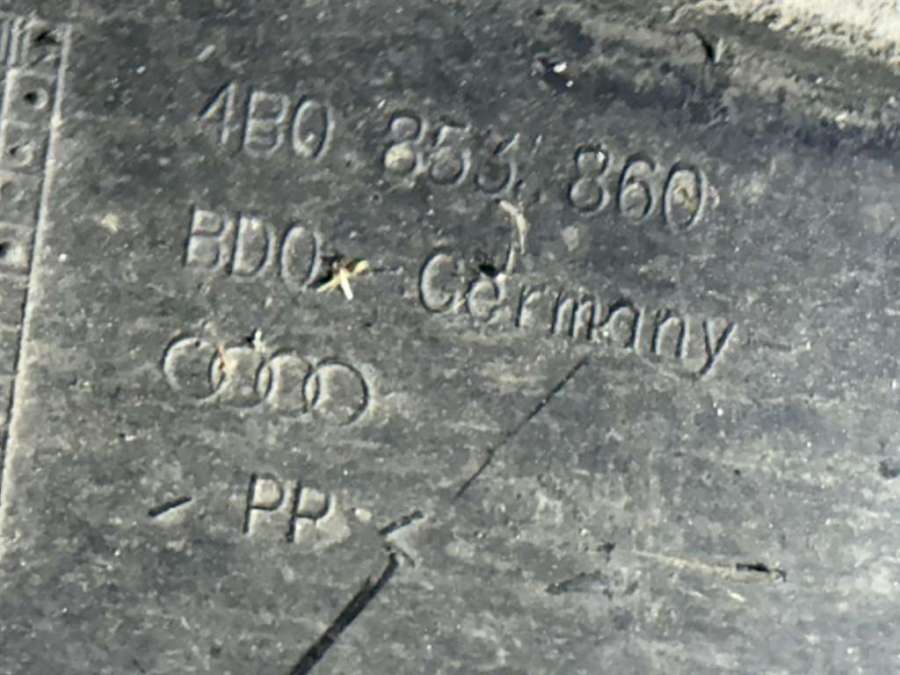 4B0 853 860
BDO - Germany
PP